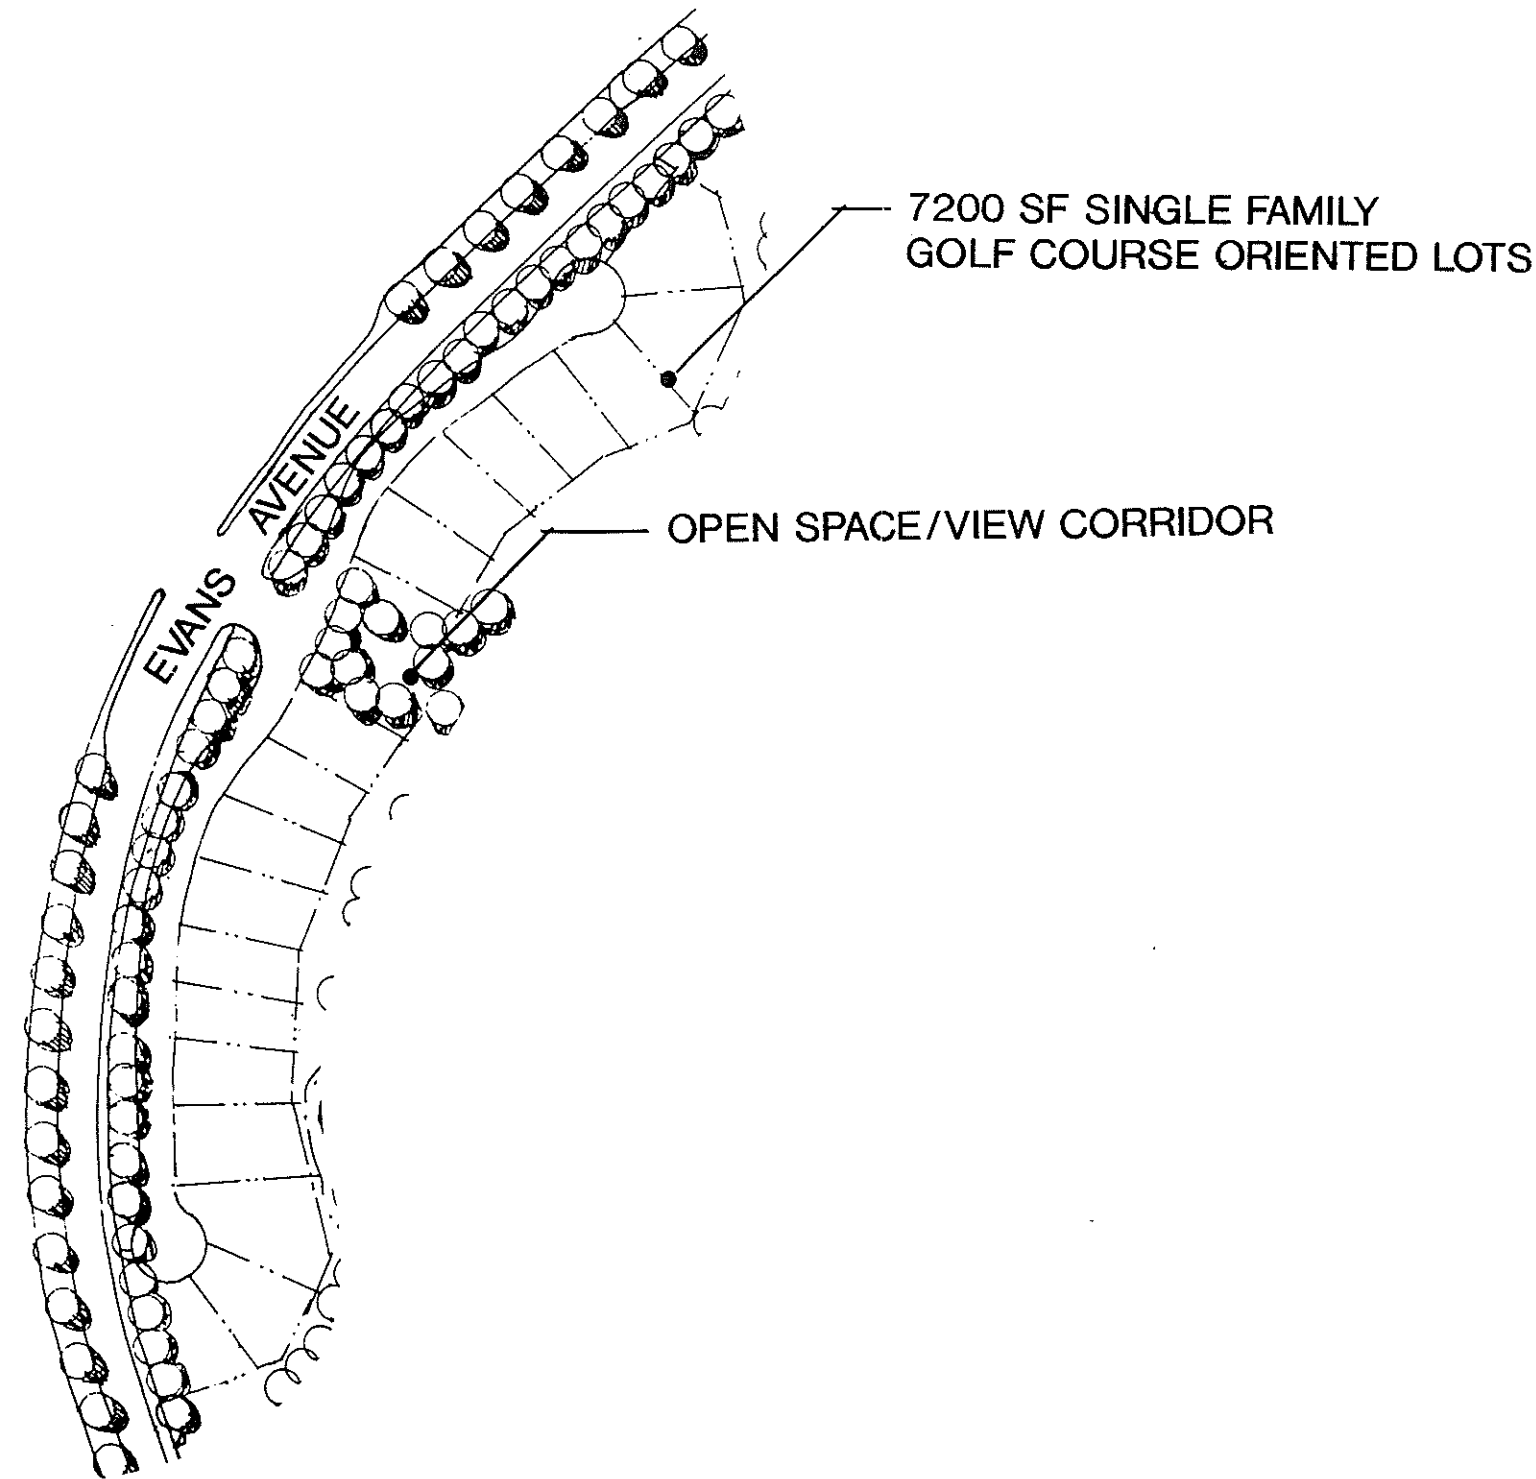 7200 SF SINGLE FAMILY
GOLF COURSE ORIENTED LOTS
OPEN SPACE/VIEW CORRIDOR
EVANS AVENUE